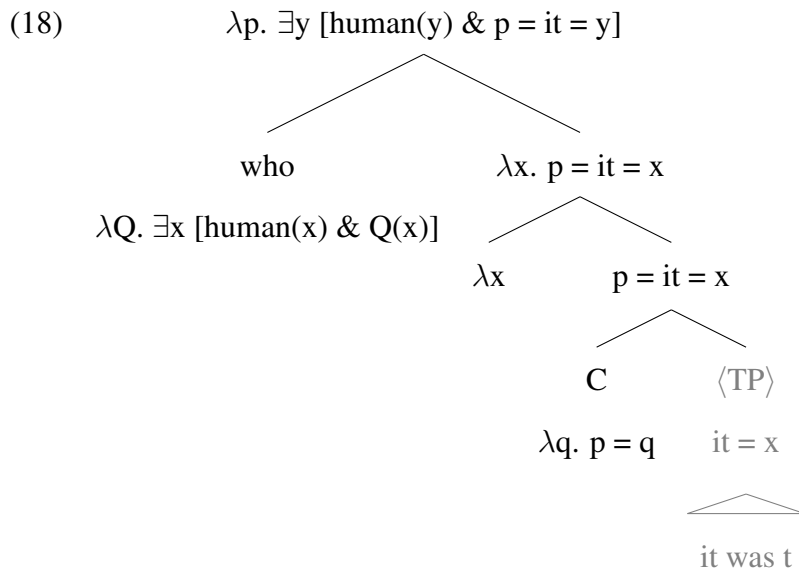 (18) λp. ∃y [human(y) & p = it = y]
who λx. p = it = x
λQ. ∃x [human(x) & Q(x)]
λx p = it = x
C ⟨TP⟩
λq. p = q it = x
it was t